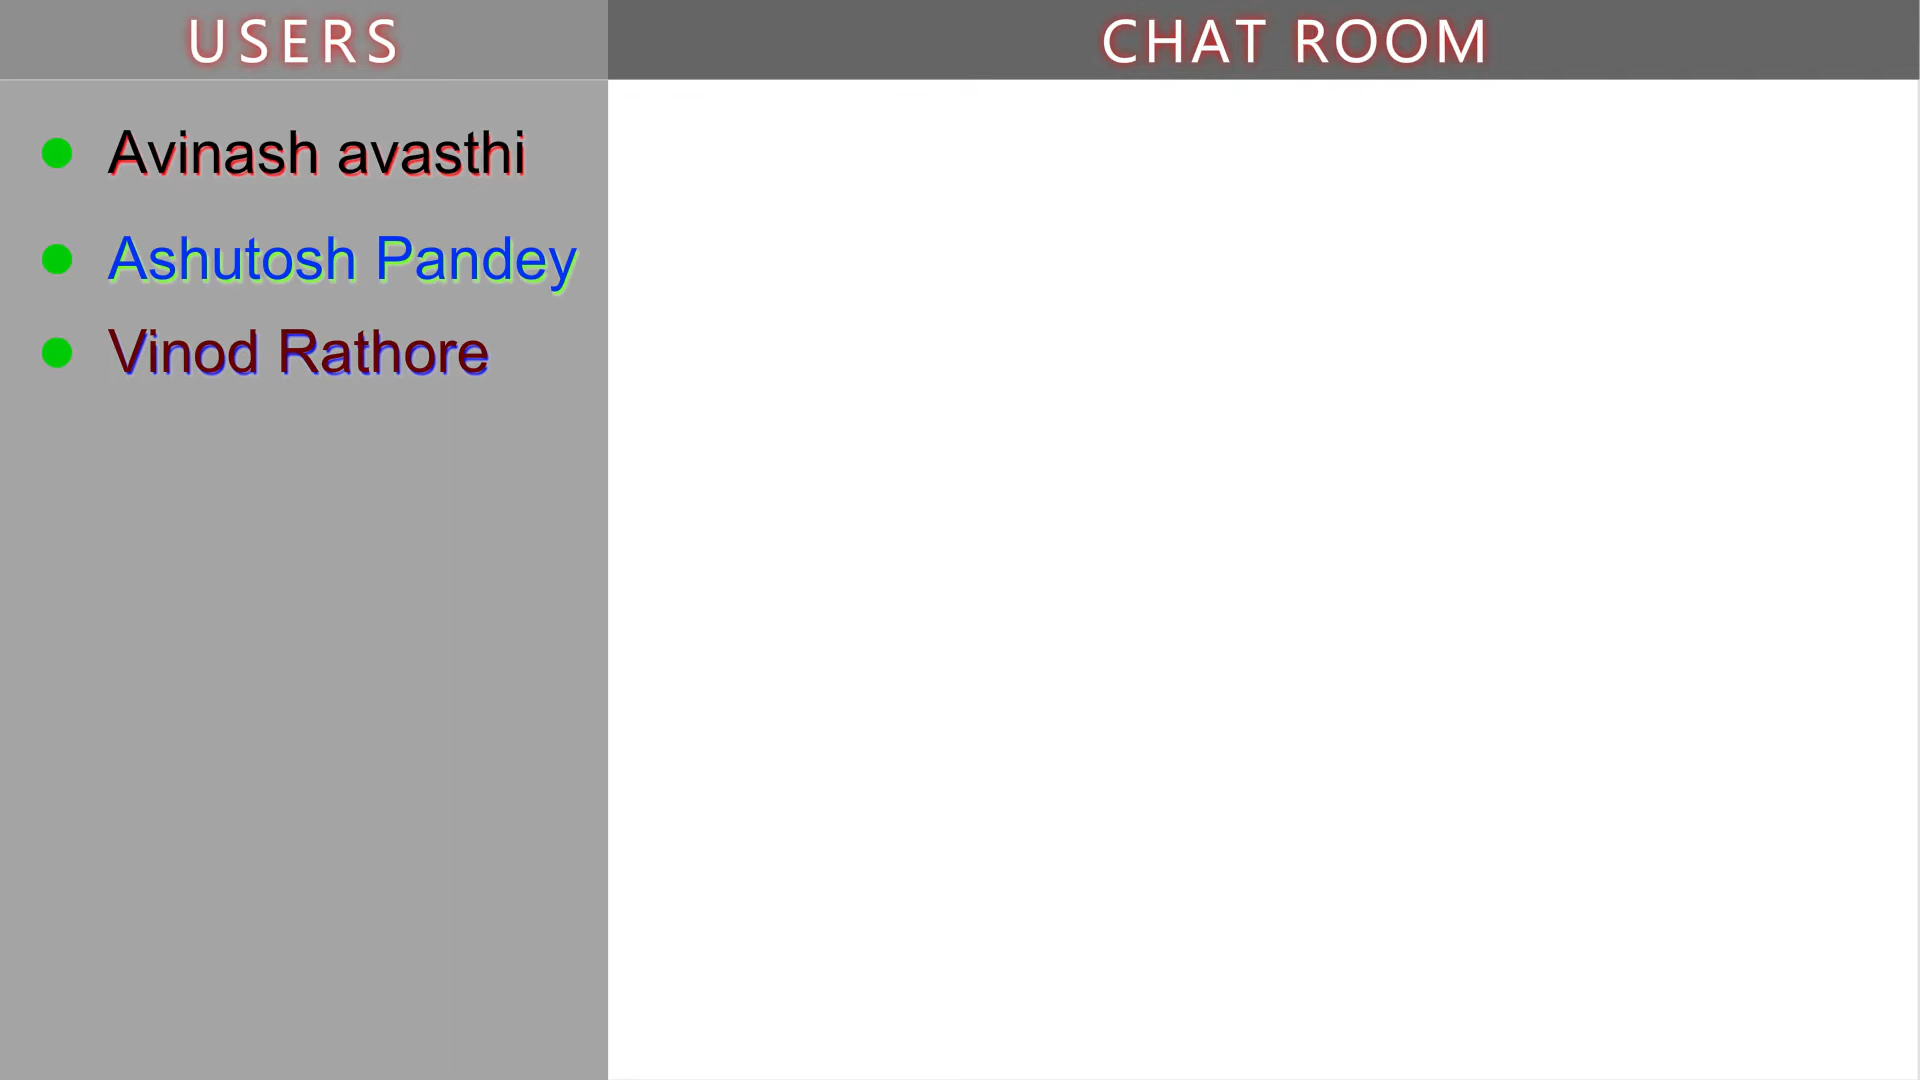 USERS
CHAT ROOM
Avinash avasthi
Ashutosh Pandey
Vinod Rathore